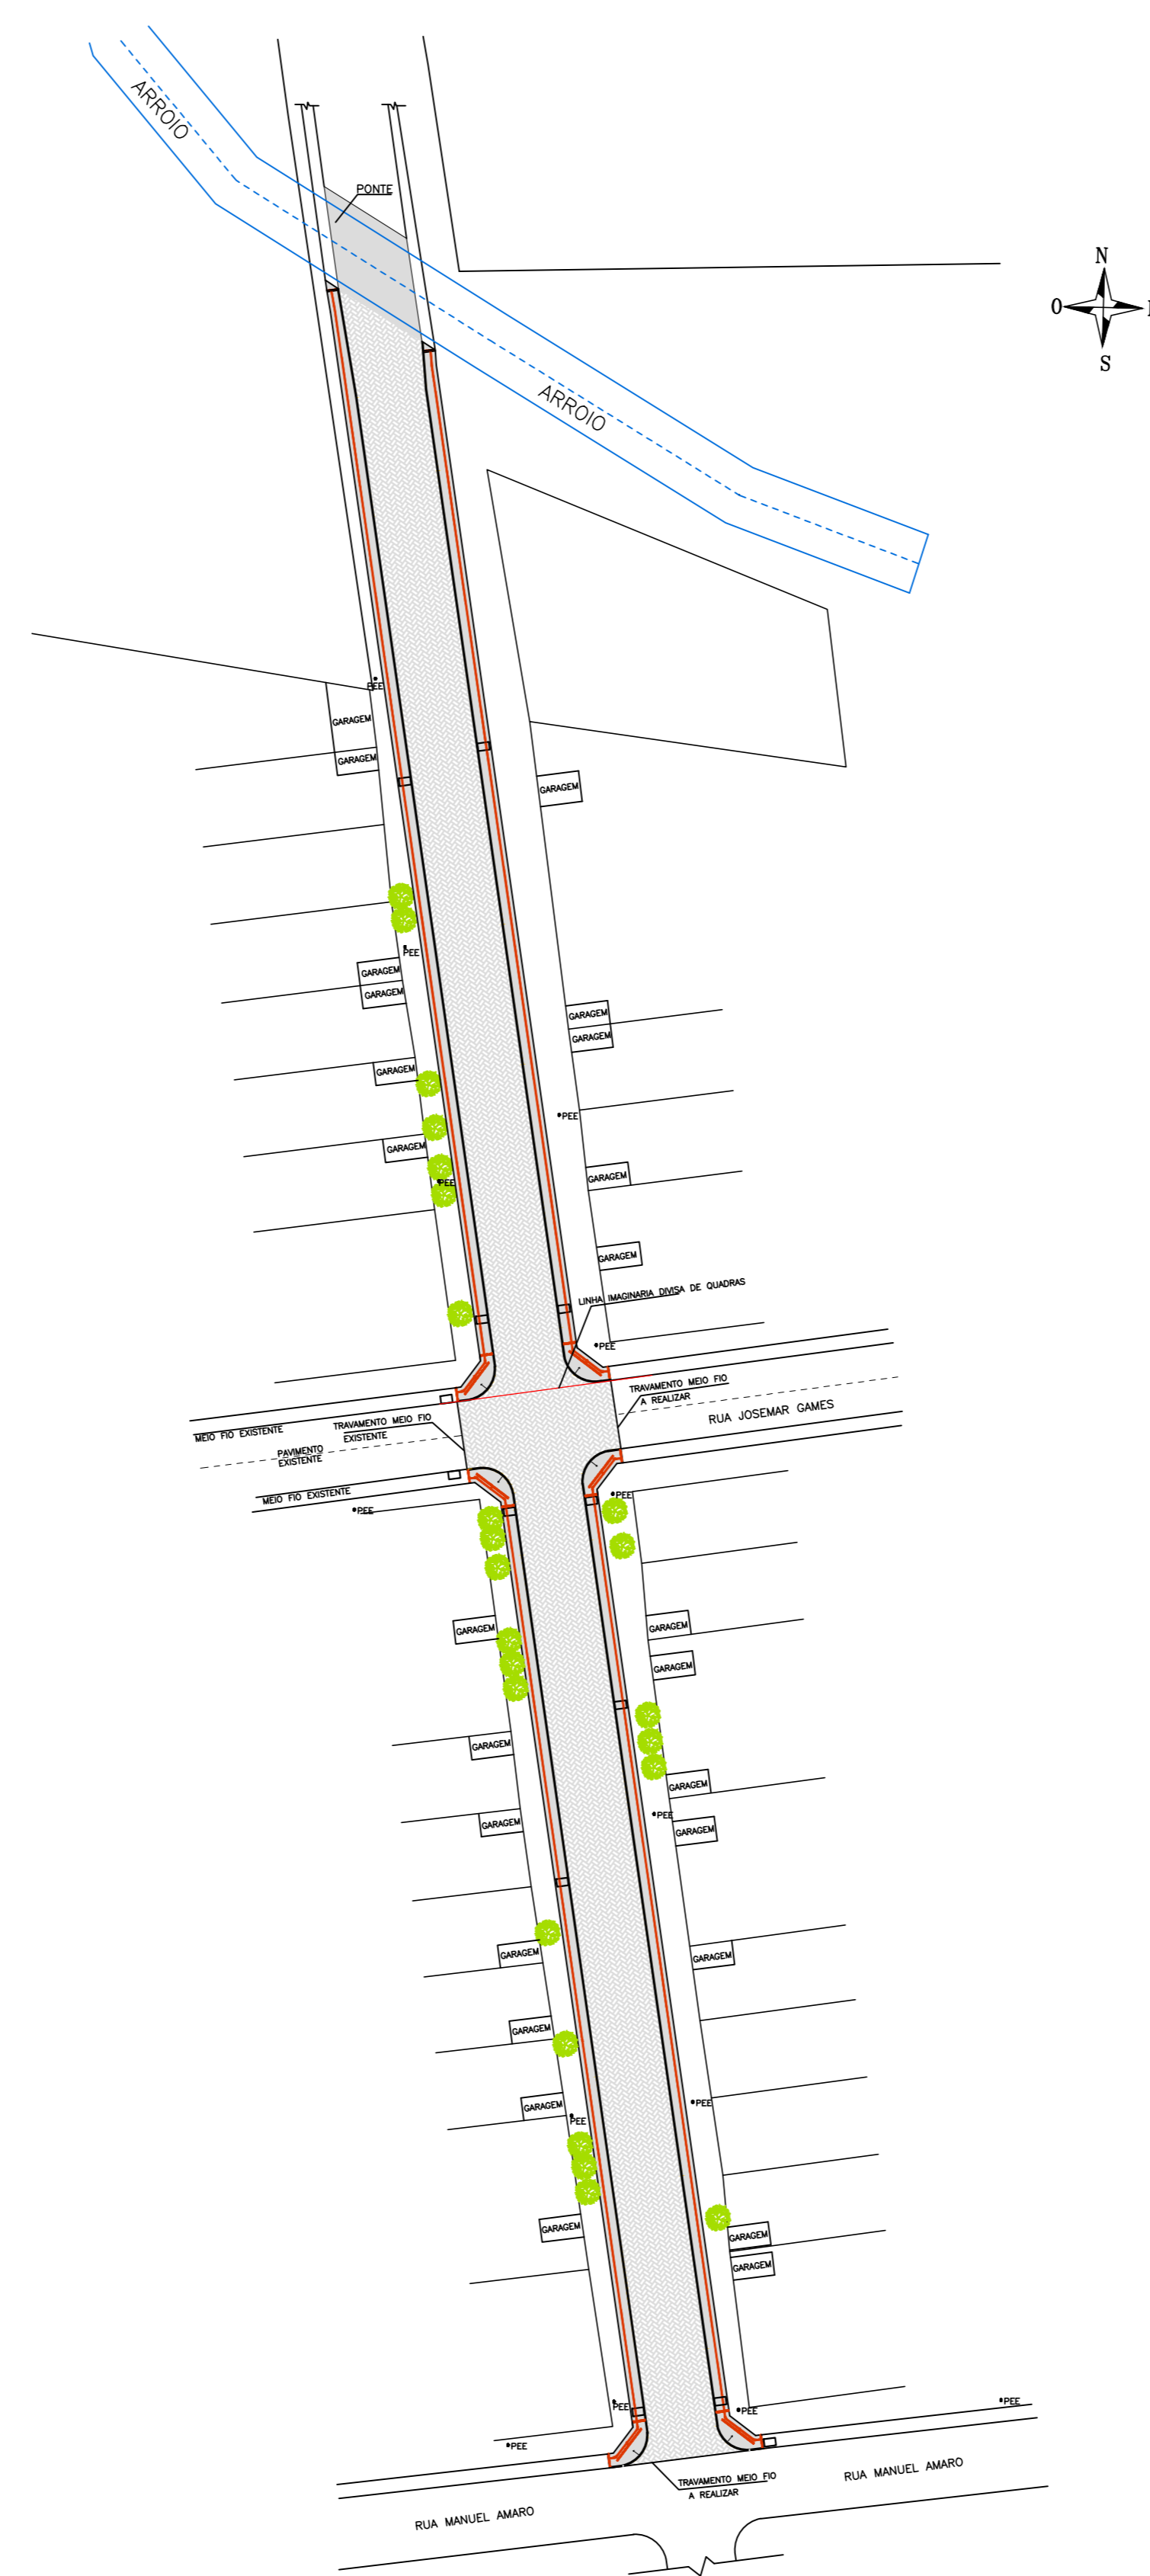 ARROIO
PONTE
N
O
S
ARROIO
PEE
GARAGEM
GARAGEM
GARAGEM
PEE
GARAGEM
GARAGEM
GARAGEM
GARAGEM
GARAGEM
PEE
GARAGEM
GARAGEM
PEE
GARAGEM
LINHA IMAGINARIA DIVISA DE QUADRAS
PEE
TRAVAMENTO MEIO FIO
A REALIZAR
RUA JOSEMAR GAMES
TRAVAMENTO MEIO FIO
EXISTENTE
MEIO FIO EXISTENTE
PAVIMENTO
EXISTENTE
MEIO FIO EXISTENTE
PEE
PEE
GARAGEM
GARAGEM
GARAGEM
GARAGEM
GARAGEM
PEE
GARAGEM
GARAGEM
GARAGEM
GARAGEM
GARAGEM
GARAGEM
PEE
PEE
GARAGEM
GARAGEM
GARAGEM
PEE
PEE
PEE
PEE
TRAVAMENTO MEIO FIO
A REALIZAR
RUA MANUEL AMARO
RUA MANUEL AMARO